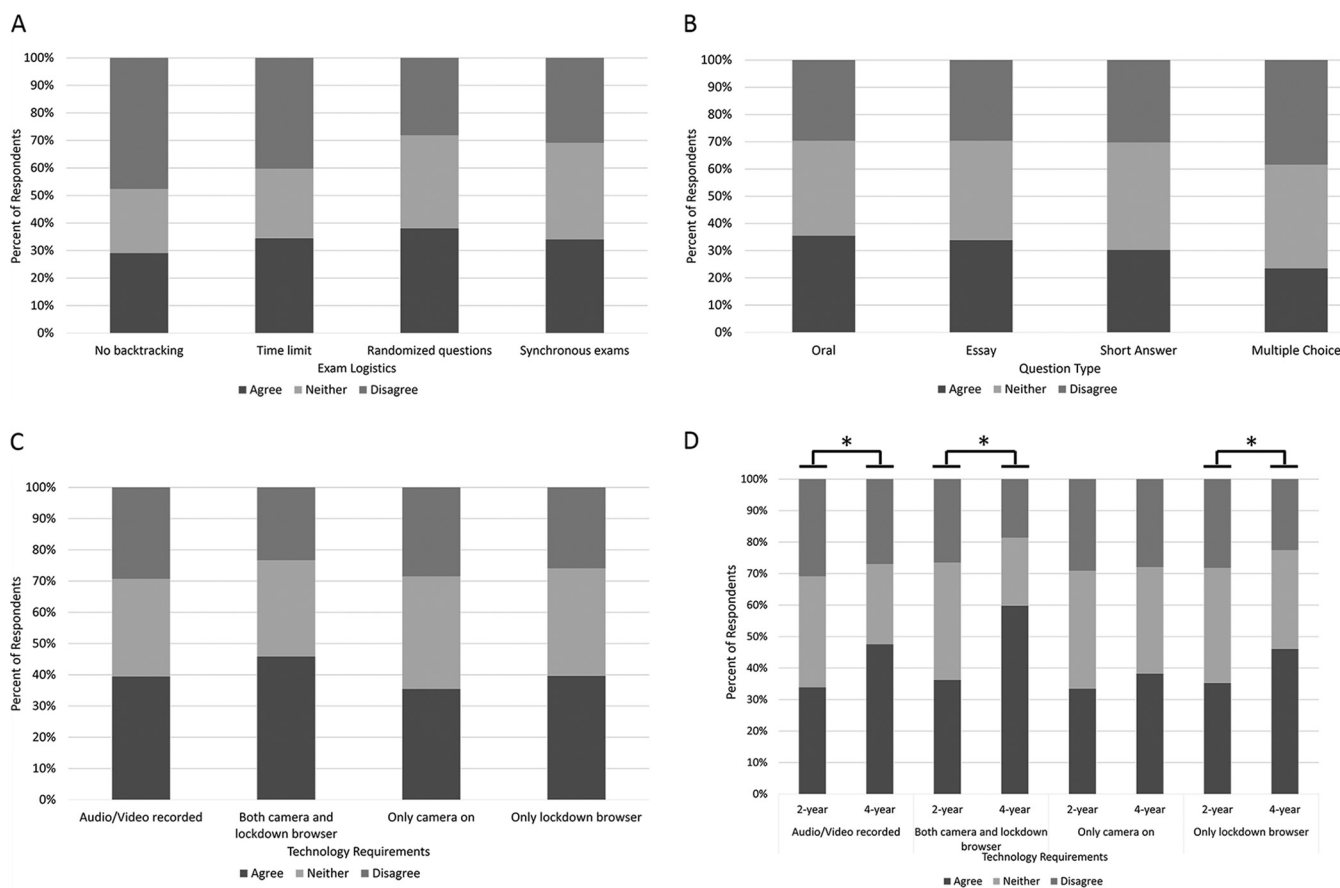 A
100%
90%
80%
70%
60%
50%
40%
30%
20%
10%
0%
Percent of Respondents
No backtracking Time limit Randomized questions Synchronous exams
Exam Logistics
Agree Neither Disagree
B
100%
90%
80%
70%
60%
50%
40%
30%
20%
10%
0%
Percent of Respondents
Oral Essay Short Answer Multiple Choice
Question Type
Agree Neither Disagree
C
100%
90%
80%
70%
60%
50%
40%
30%
20%
10%
0%
Percent of Respondents
Audio/Video recorded Both camera and Only camera on Only lockdown browser
lockdown browser
Technology Requirements
Agree Neither Disagree
D
* * *
100%
90%
80%
70%
60%
50%
40%
30%
20%
10%
0%
Percent of Respondents
2-year 4-year 2-year 4-year 2-year 4-year 2-year 4-year
Audio/Video recorded Both camera and lockdown Only camera on Only lockdown browser
browser
Technology Requirements
Agree Neither Disagree